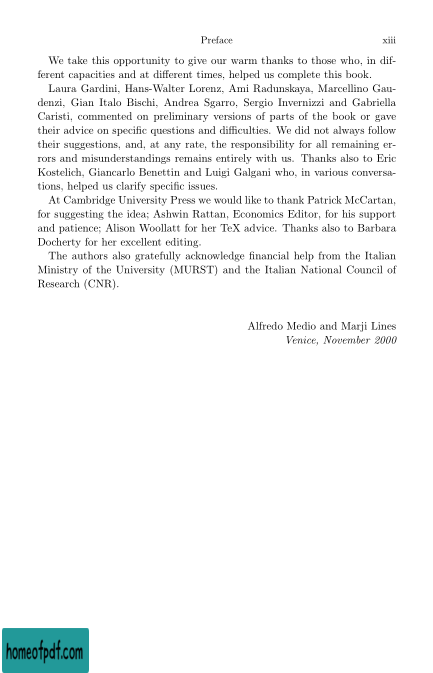 Preface xiii
We take this opportunity to give our warm thanks to those who, in dif-
ferent capacities and at different times, helped us complete this book.
Laura Gardini, Hans-Walter Lorenz, Ami Radunskaya, Marcellino Gau-
denzi, Gian Italo Bischi, Andrea Sgarro, Sergio Invernizzi and Gabriella
Caristi, commented on preliminary versions of parts of the book or gave
their advice on specific questions and difficulties. We did not always follow
their suggestions, and, at any rate, the responsibility for all remaining er-
rors and misunderstandings remains entirely with us. Thanks also to Eric
Kostelich, Giancarlo Benettin and Luigi Galgani who, in various conversa-
tions, helped us clarify specific issues.
At Cambridge University Press we would like to thank Patrick McCartan,
for suggesting the idea; Ashwin Rattan, Economics Editor, for his support
and patience; Alison Woollatt for her TeX advice. Thanks also to Barbara
Docherty for her excellent editing.
The authors also gratefully acknowledge financial help from the Italian
Ministry of the University (MURST) and the Italian National Council of
Research (CNR).
Alfredo Medio and Marji Lines
Venice, November 2000
homeofpdf.com